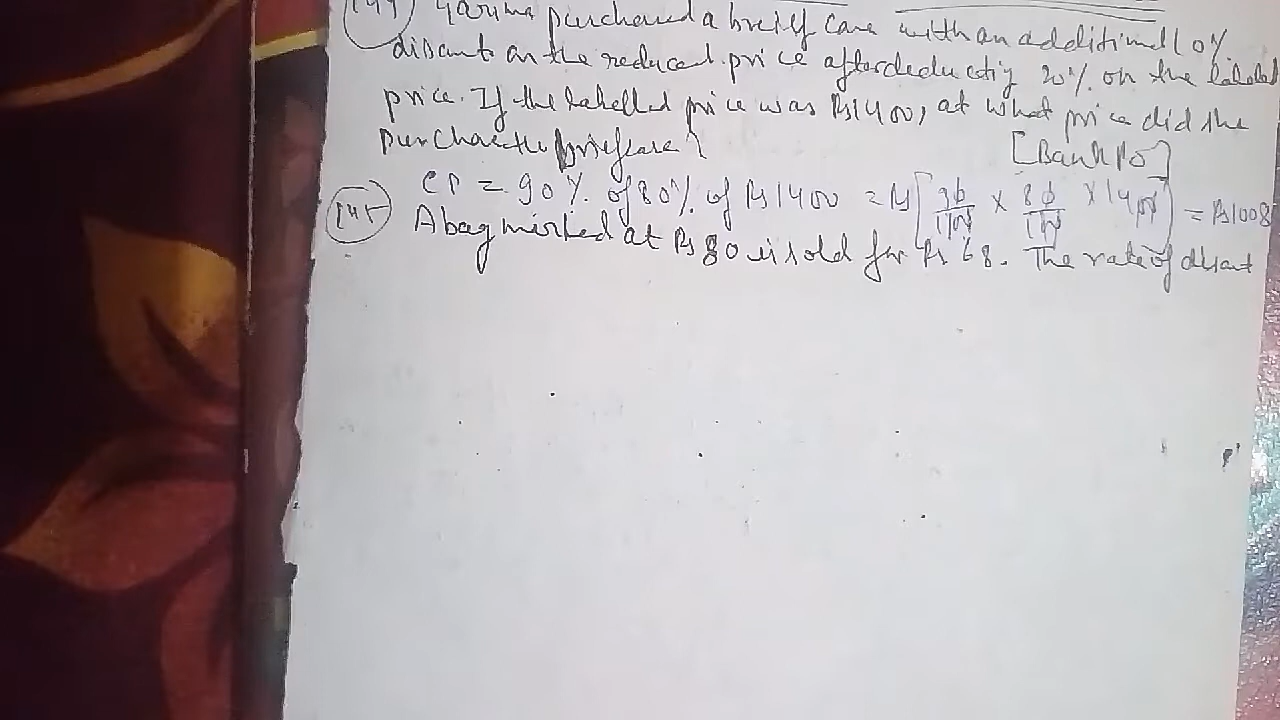 (144) Garima purchased a brief case with an additional 10%
discount on the reduced price after deducting 20% on the labelled
price. If the labelled price was Rs1400, at what price did she
purchase the briefcase?
[Bank PO]
CP = 90% of 80% of Rs1400 = Rs[90/100 × 80/100 × 1400] = Rs1008
(145) A bag marked at Rs 80 is sold for Rs 68. The rate of discount